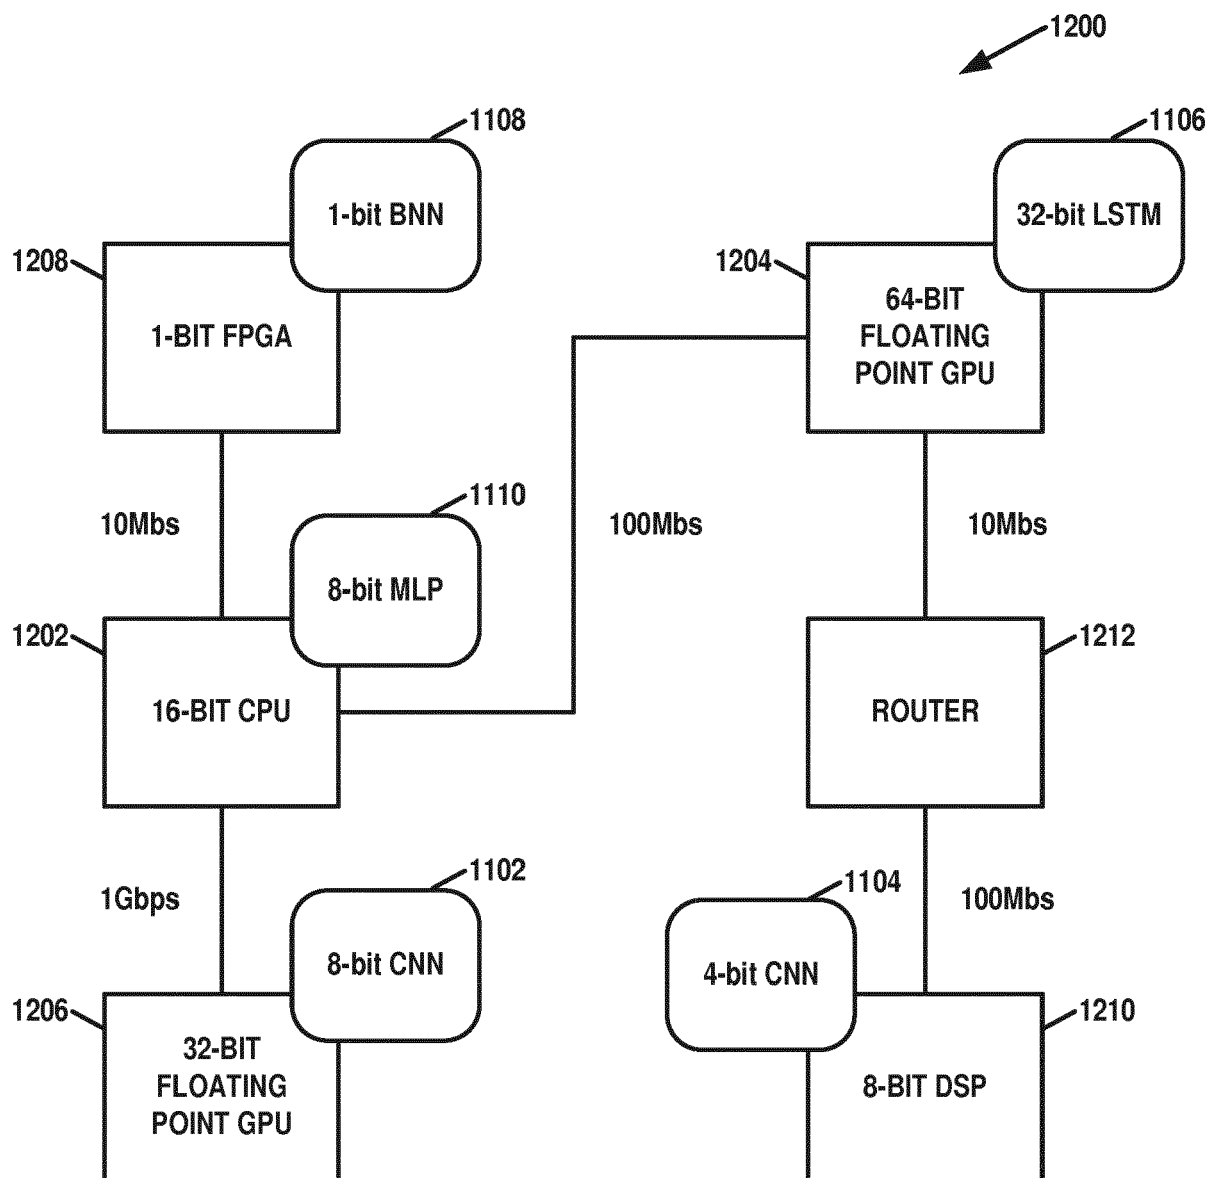 1200
1108
1106
1-bit BNN
32-bit LSTM
1208
1204
1-BIT FPGA
64-BIT
FLOATING
POINT GPU
1110
10Mbs
100Mbs
10Mbs
8-bit MLP
1202
1212
16-BIT CPU
ROUTER
1102
1104
1Gbps
100Mbs
8-bit CNN
4-bit CNN
1206
1210
32-BIT
FLOATING
POINT GPU
8-BIT DSP